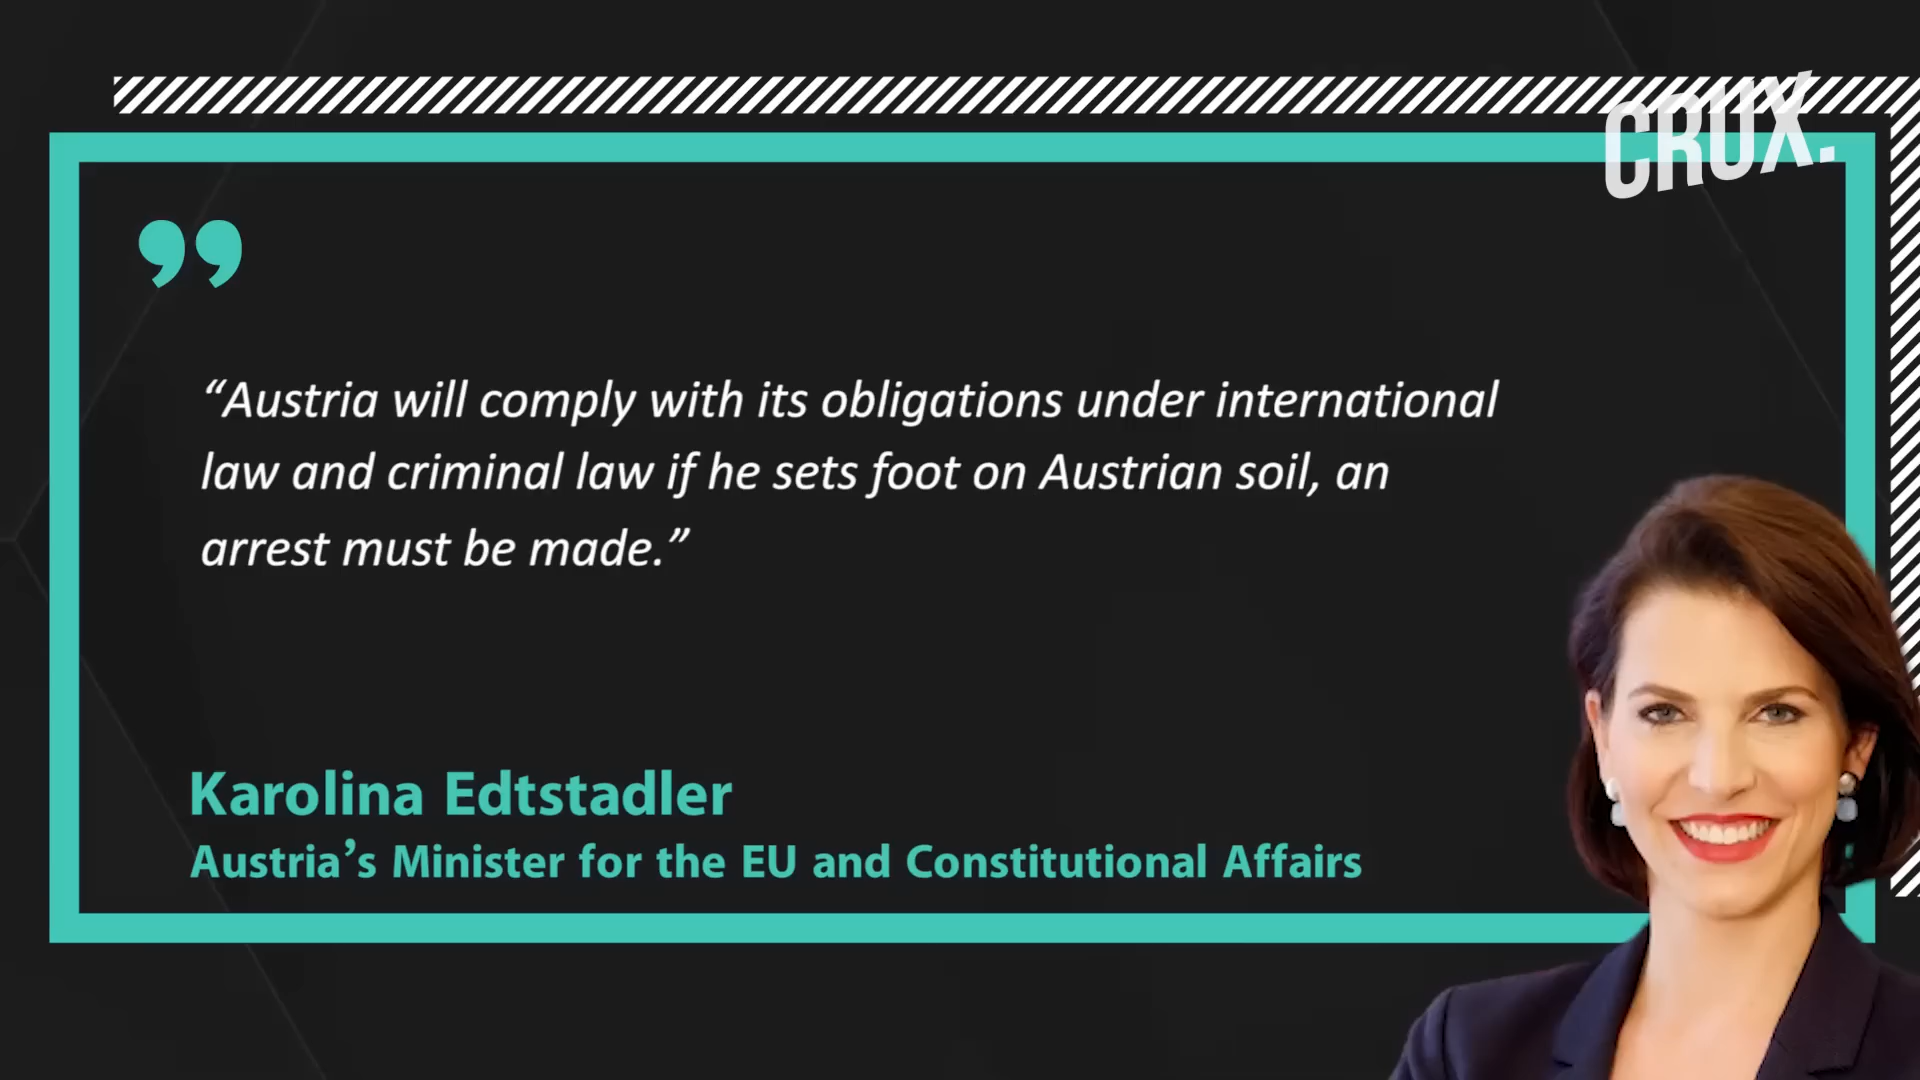 CRUX.
”
“Austria will comply with its obligations under international
law and criminal law if he sets foot on Austrian soil, an
arrest must be made.”
Karolina Edtstadler
Austria’s Minister for the EU and Constitutional Affairs